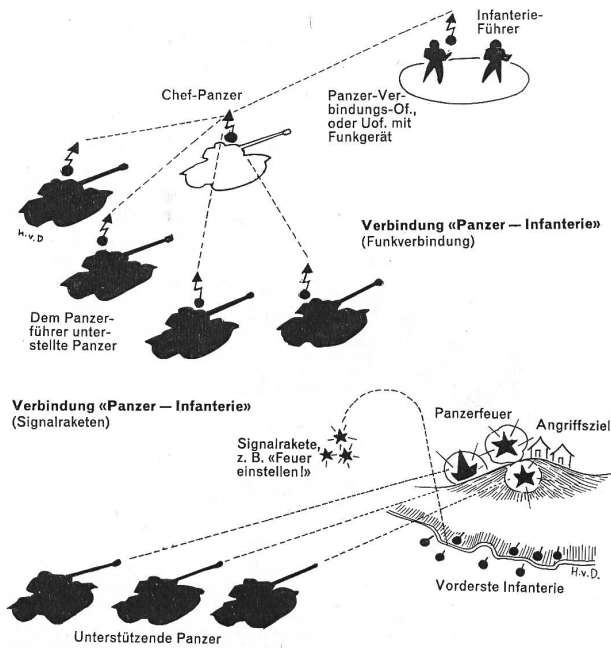 Infanterie-
Führer
Chef-Panzer
Panzer-Ver-
bindungs-Of.,
oder Uof. mit
Funkgerät
H.v.D
Verbindung «Panzer — Infanterie»
(Funkverbindung)
Dem Panzer-
führer unter-
stellte Panzer
Verbindung «Panzer — Infanterie»
(Signalraketen)
Panzerfeuer
Angriffsziel
Signalrakete,
z. B. «Feuer
einstellen!»
H.v.D.
Vorderste Infanterie
Unterstützende Panzer